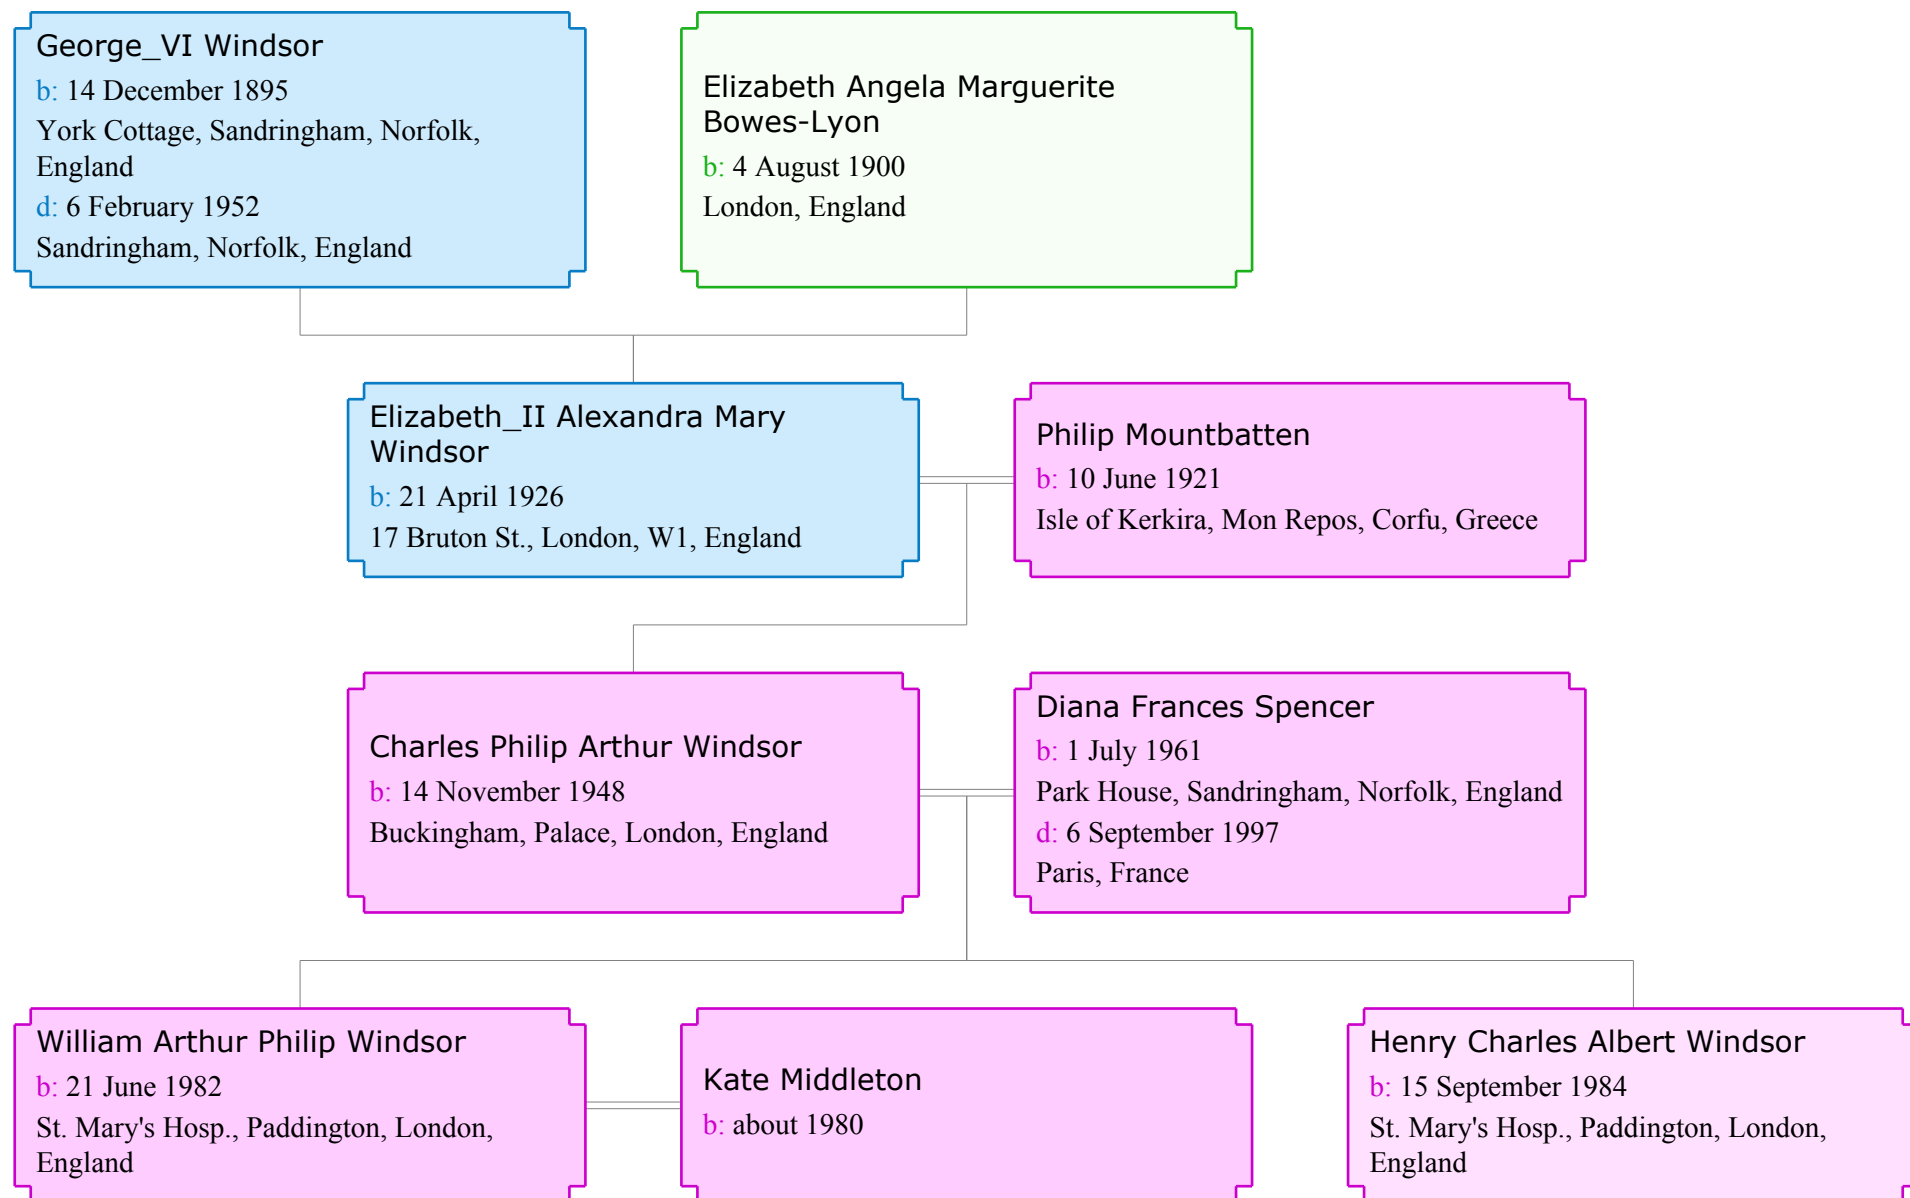 George_VI Windsor
b: 14 December 1895
York Cottage, Sandringham, Norfolk,
England
d: 6 February 1952
Sandringham, Norfolk, England
Elizabeth Angela Marguerite
Bowes-Lyon
b: 4 August 1900
London, England
Elizabeth_II Alexandra Mary
Windsor
b: 21 April 1926
17 Bruton St., London, W1, England
Philip Mountbatten
b: 10 June 1921
Isle of Kerkira, Mon Repos, Corfu, Greece
Charles Philip Arthur Windsor
b: 14 November 1948
Buckingham, Palace, London, England
Diana Frances Spencer
b: 1 July 1961
Park House, Sandringham, Norfolk, England
d: 6 September 1997
Paris, France
William Arthur Philip Windsor
b: 21 June 1982
St. Mary's Hosp., Paddington, London,
England
Kate Middleton
b: about 1980
Henry Charles Albert Windsor
b: 15 September 1984
St. Mary's Hosp., Paddington, London,
England